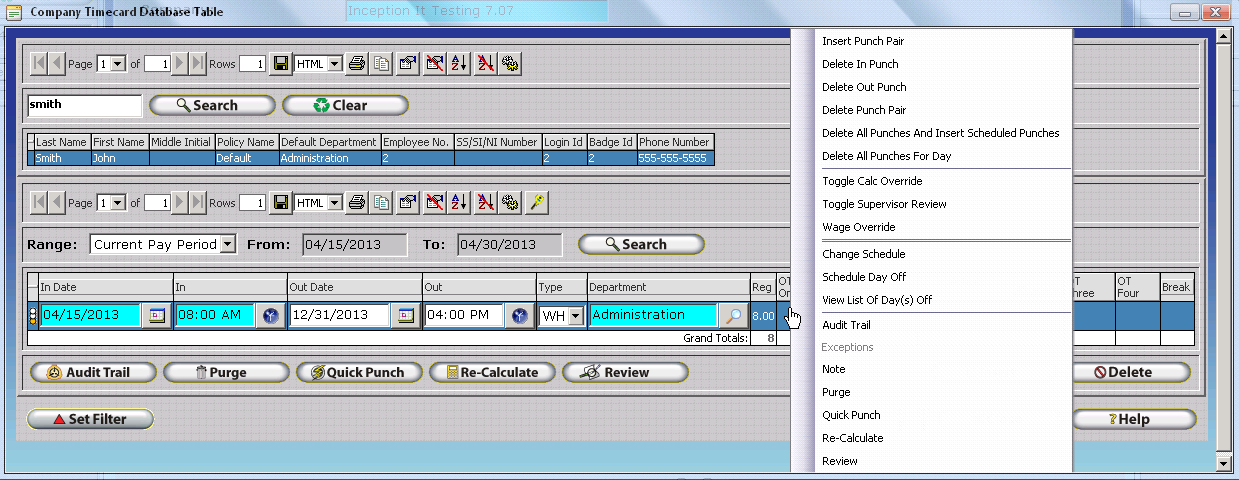 Company Timecard Database Table
Inception It Testing 7.07
Page 1 of 1 Rows 1 HTML
smith Search Clear
Last Name First Name Middle Initial Policy Name Default Department Employee No. SS/SI/NI Number Login Id Badge Id Phone Number
Smith John Default Administration 2 2 2 555-555-5555
Page 1 of 1 Rows 1 HTML
Range: Current Pay Period From: 04/15/2013 To: 04/30/2013 Search
In Date In Out Date Out Type Department Reg OT OT Four Break
04/15/2013 08:00 AM 12/31/2013 04:00 PM WH Administration 8.00
Grand Totals: 8
Audit Trail Purge Quick Punch Re-Calculate Review Delete
Set Filter Help
Insert Punch Pair
Delete In Punch
Delete Out Punch
Delete Punch Pair
Delete All Punches And Insert Scheduled Punches
Delete All Punches For Day
Toggle Calc Override
Toggle Supervisor Review
Wage Override
Change Schedule
Schedule Day Off
View List Of Day(s) Off
Audit Trail
Exceptions
Note
Purge
Quick Punch
Re-Calculate
Review